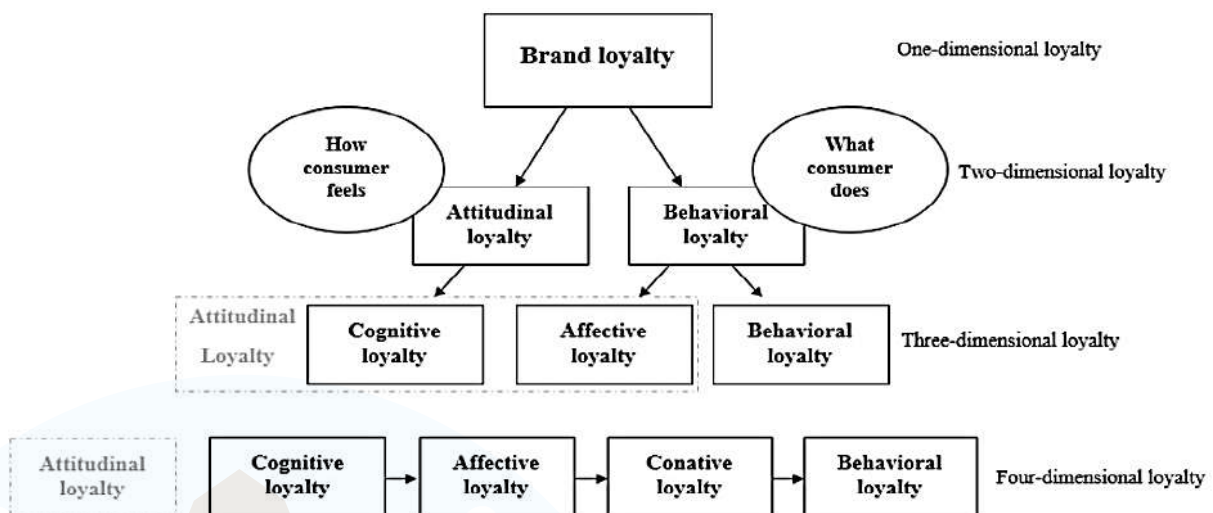 Brand loyalty
One-dimensional loyalty
How
consumer
feels
What
consumer
does
Two-dimensional loyalty
Attitudinal
loyalty
Behavioral
loyalty
Attitudinal
Loyalty
Cognitive
loyalty
Affective
loyalty
Behavioral
loyalty
Three-dimensional loyalty
Attitudinal
loyalty
Cognitive
loyalty
Affective
loyalty
Conative
loyalty
Behavioral
loyalty
Four-dimensional loyalty